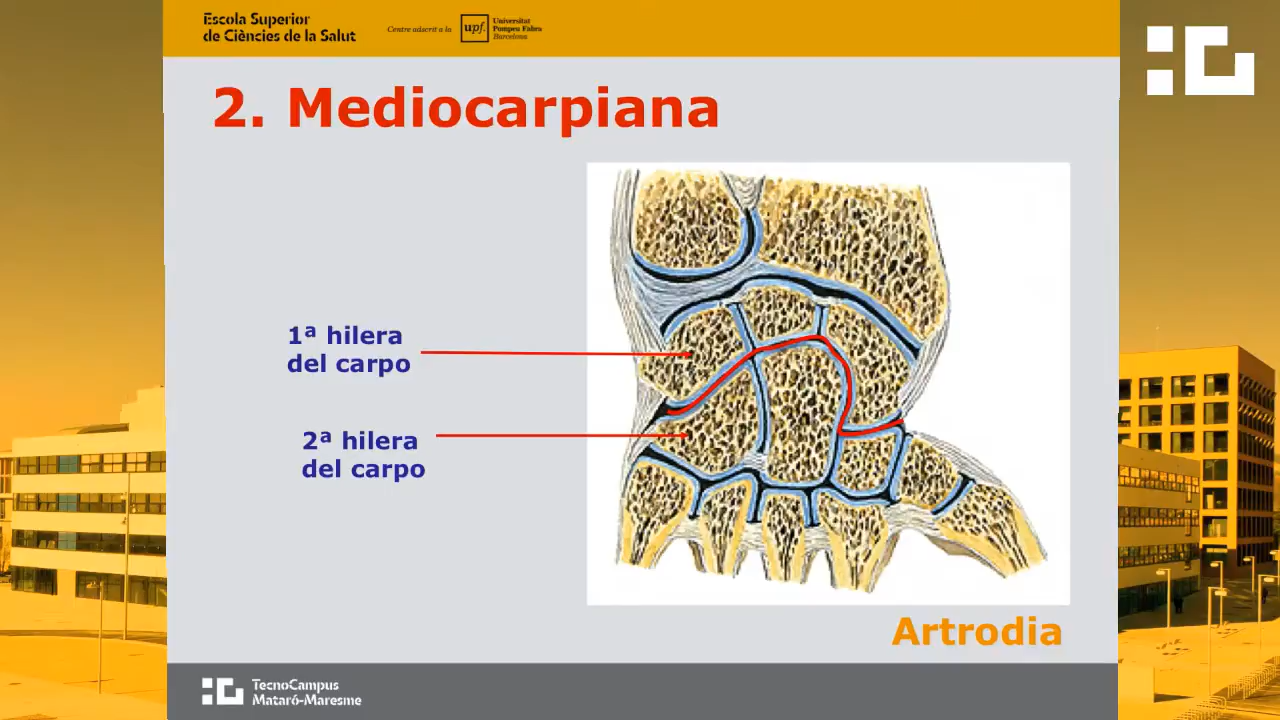 Escola Superior
de Ciències de la Salut
Centre adscrit a la
upf.
Universitat
Pompeu Fabra
Barcelona
2. Mediocarpiana
1ª hilera
del carpo
2ª hilera
del carpo
Artrodia
TecnoCampus
Mataró-Maresme